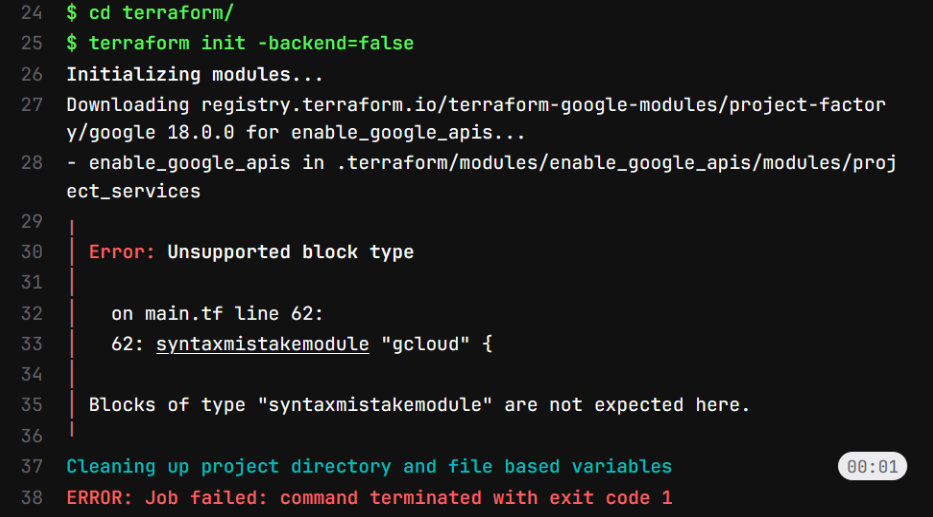 24 $ cd terraform/
25 $ terraform init -backend=false
26 Initializing modules...
27 Downloading registry.terraform.io/terraform-google-modules/project-factor
y/google 18.0.0 for enable_google_apis...
28 - enable_google_apis in .terraform/modules/enable_google_apis/modules/proj
ect_services
29
30 Error: Unsupported block type
31
32 on main.tf line 62:
33 62: syntaxmistakemodule "gcloud" {
34
35 Blocks of type "syntaxmistakemodule" are not expected here.
36
37 Cleaning up project directory and file based variables 00:01
38 ERROR: Job failed: command terminated with exit code 1